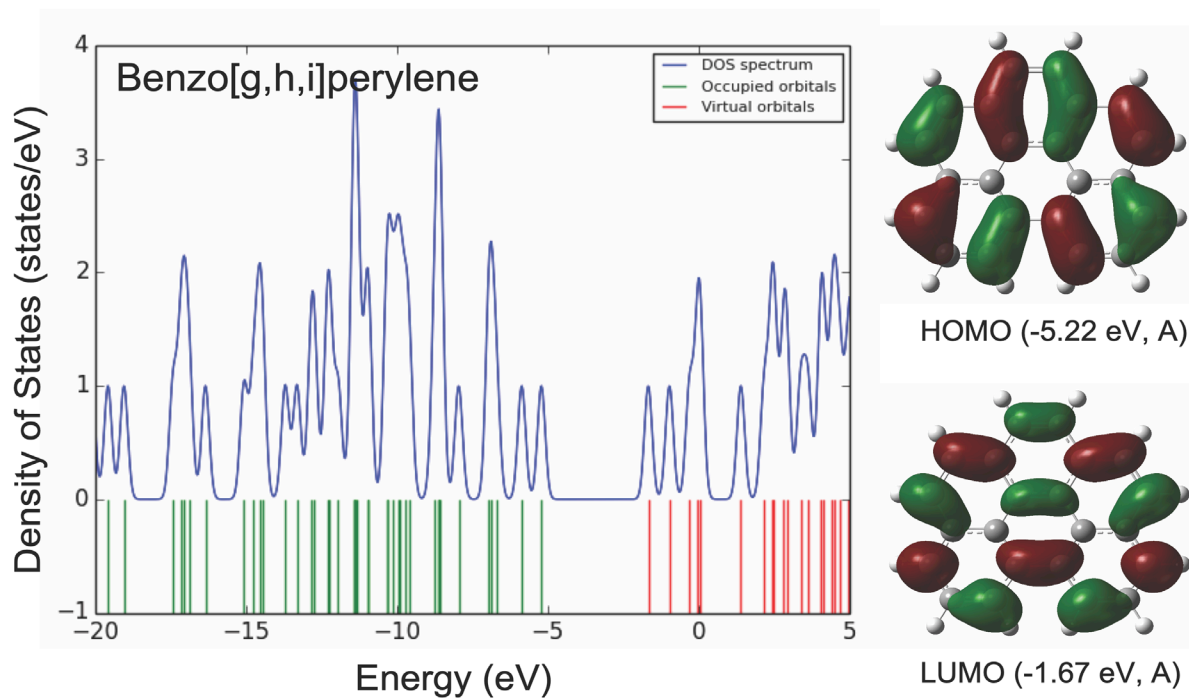 Benzo[g,h,i]perylene
DOS spectrum
Occupied orbitals
Virtual orbitals
Density of States (states/eV)
4
3
2
1
0
−1
−20
−15
−10
−5
0
5
Energy (eV)
HOMO (-5.22 eV, A)
LUMO (-1.67 eV, A)